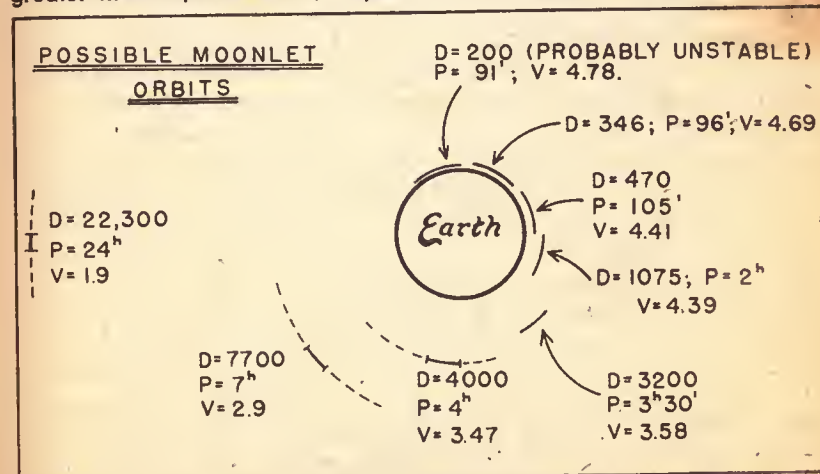 POSSIBLE MOONLET
ORBITS
D=200 (PROBABLY UNSTABLE)
P= 91'; V=4.78.
D=346; P=96'; V=4.69
D=470
P= 105'
V= 4.41
D=1075; P=2ʰ
V=4.39
D=3200
P=3ʰ30'
V=3.58
D=4000
P=4ʰ
V=3.47
D=7700
P=7ʰ
V=2.9
D=22,300
P=24ʰ
V=1.9
Earth